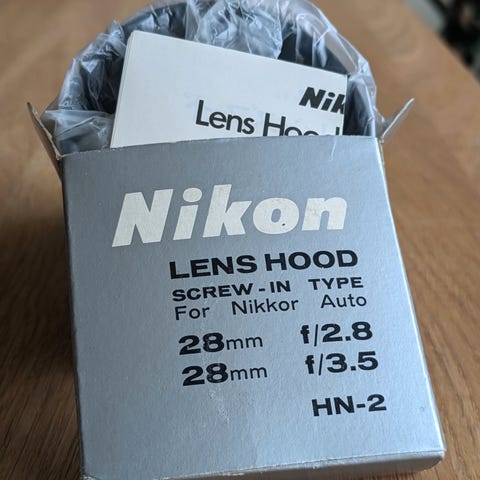 Nik
Lens Hood
Nikon
LENS HOOD
SCREW-IN TYPE
For Nikkor Auto
28mm f/2.8
28mm f/3.5
HN-2